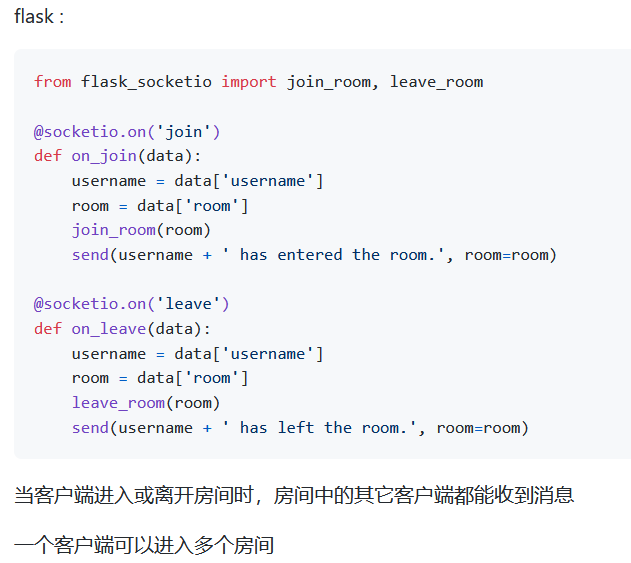 flask :
from flask_socketio import join_room, leave_room
@socketio.on('join')
def on_join(data):
    username = data['username']
    room = data['room']
    join_room(room)
    send(username + ' has entered the room.', room=room)
@socketio.on('leave')
def on_leave(data):
    username = data['username']
    room = data['room']
    leave_room(room)
    send(username + ' has left the room.', room=room)
当客户端进入或离开房间时，房间中的其它客户端都能收到消息
一个客户端可以进入多个房间